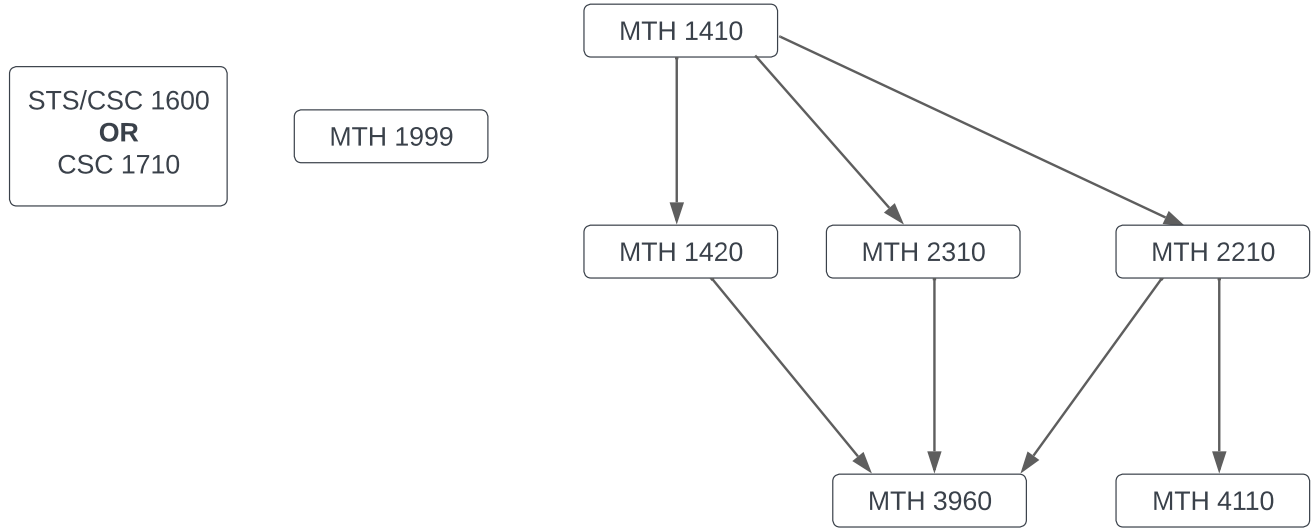 MTH 1410
STS/CSC 1600
OR
CSC 1710
MTH 1999
MTH 1420
MTH 2310
MTH 2210
MTH 3960
MTH 4110